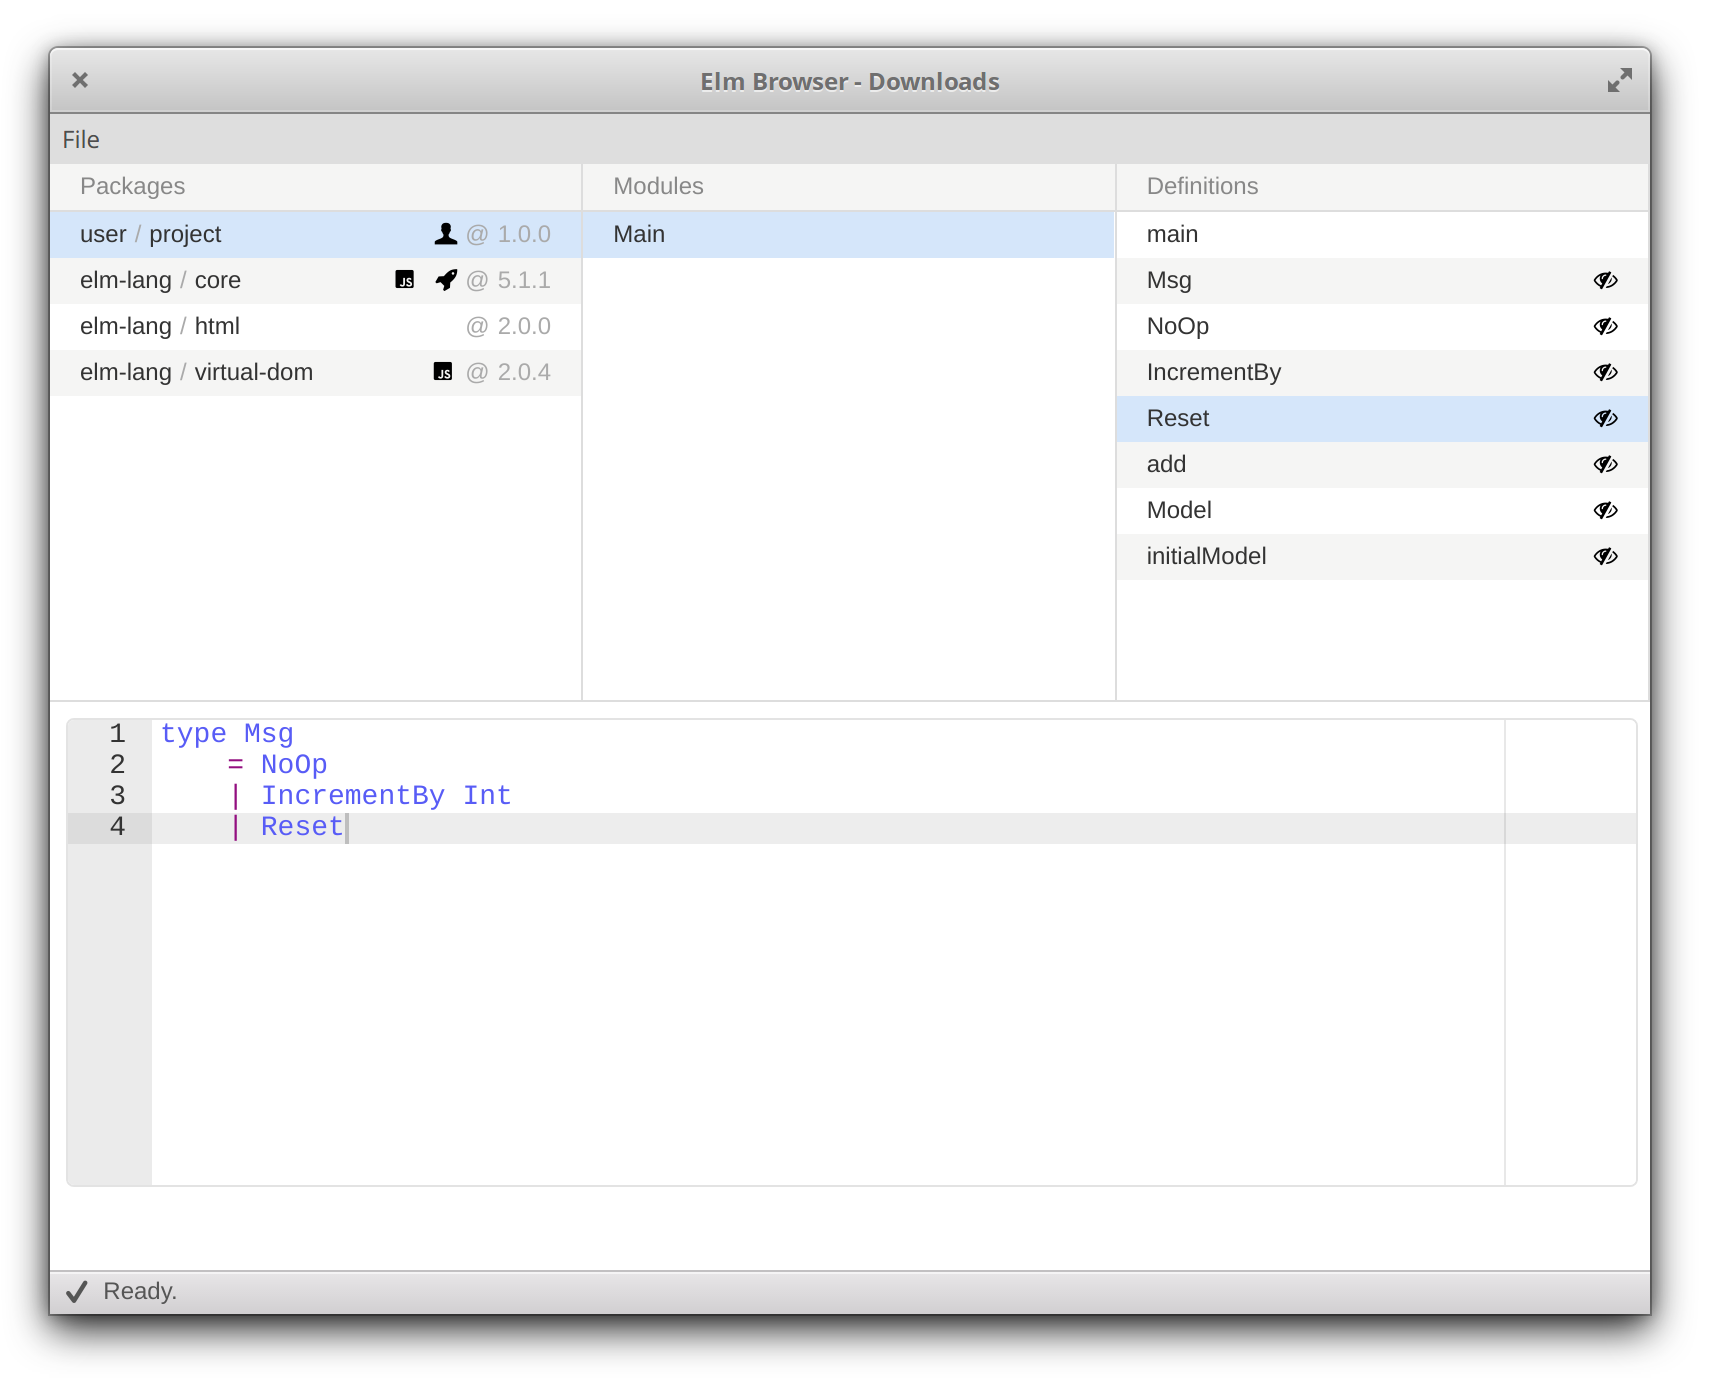 Elm Browser - Downloads
File
Packages
Modules
Definitions
user / project @ 1.0.0
elm-lang / core JS @ 5.1.1
elm-lang / html @ 2.0.0
elm-lang / virtual-dom JS @ 2.0.4
Main
main
Msg
NoOp
IncrementBy
Reset
add
Model
initialModel
1 type Msg
2     = NoOp
3     | IncrementBy Int
4     | Reset
Ready.